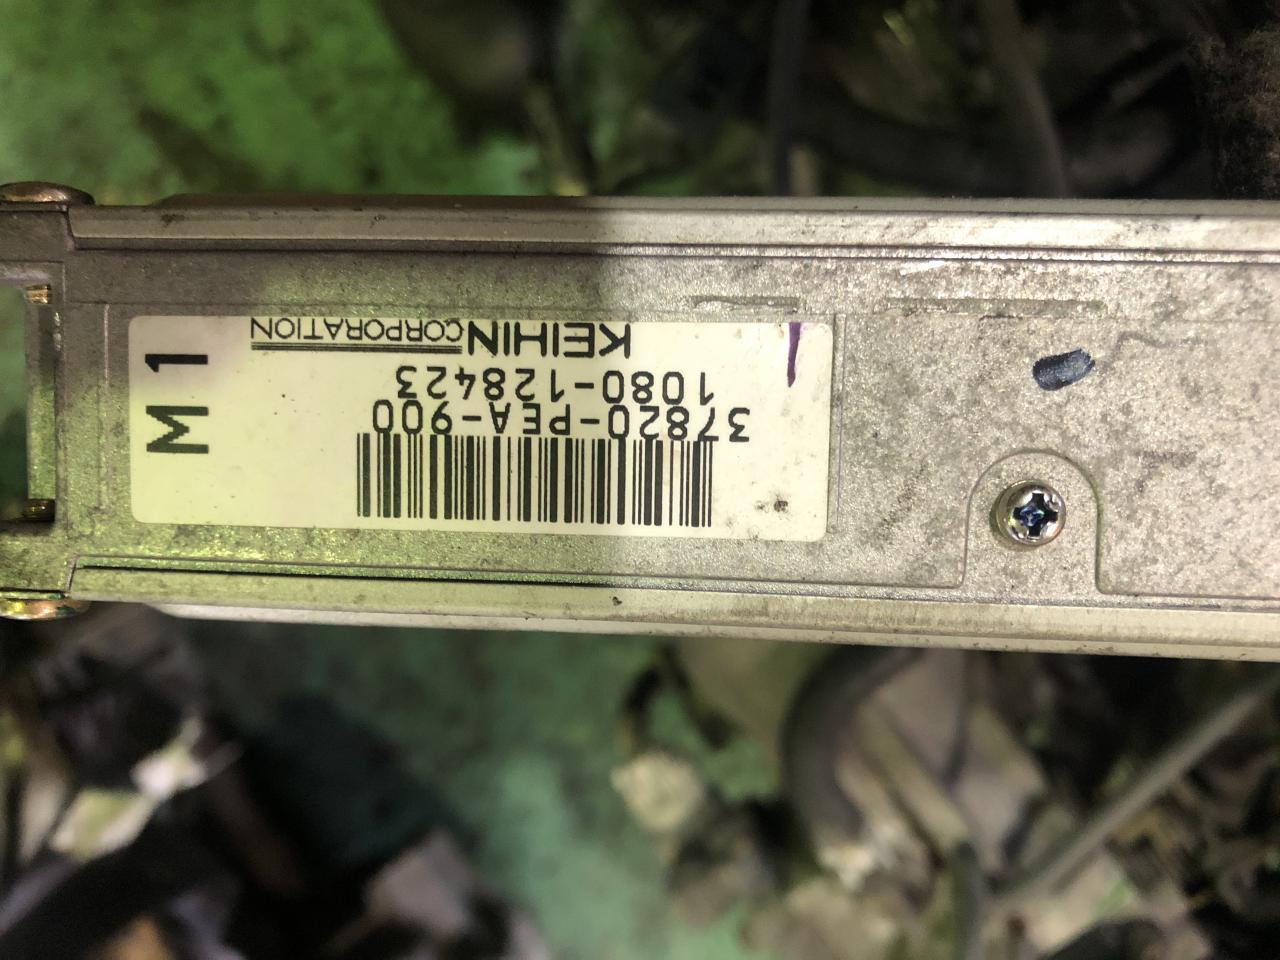 37820-PEA-900
1080-128423
KEIHIN CORPORATION
M1